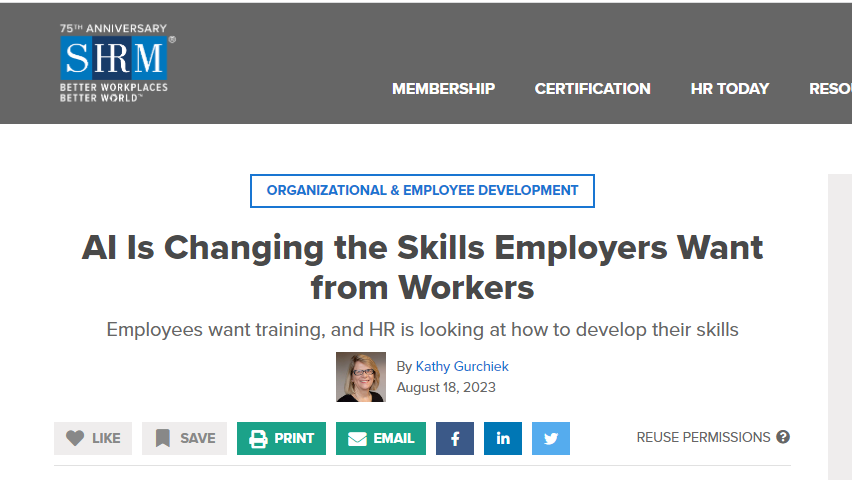 75TH ANNIVERSARY
SHRM®
BETTER WORKPLACES
BETTER WORLD™
MEMBERSHIP CERTIFICATION HR TODAY RESOU
ORGANIZATIONAL & EMPLOYEE DEVELOPMENT
AI Is Changing the Skills Employers Want
from Workers
Employees want training, and HR is looking at how to develop their skills
By Kathy Gurchiek
August 18, 2023
LIKE SAVE PRINT EMAIL f in REUSE PERMISSIONS ?